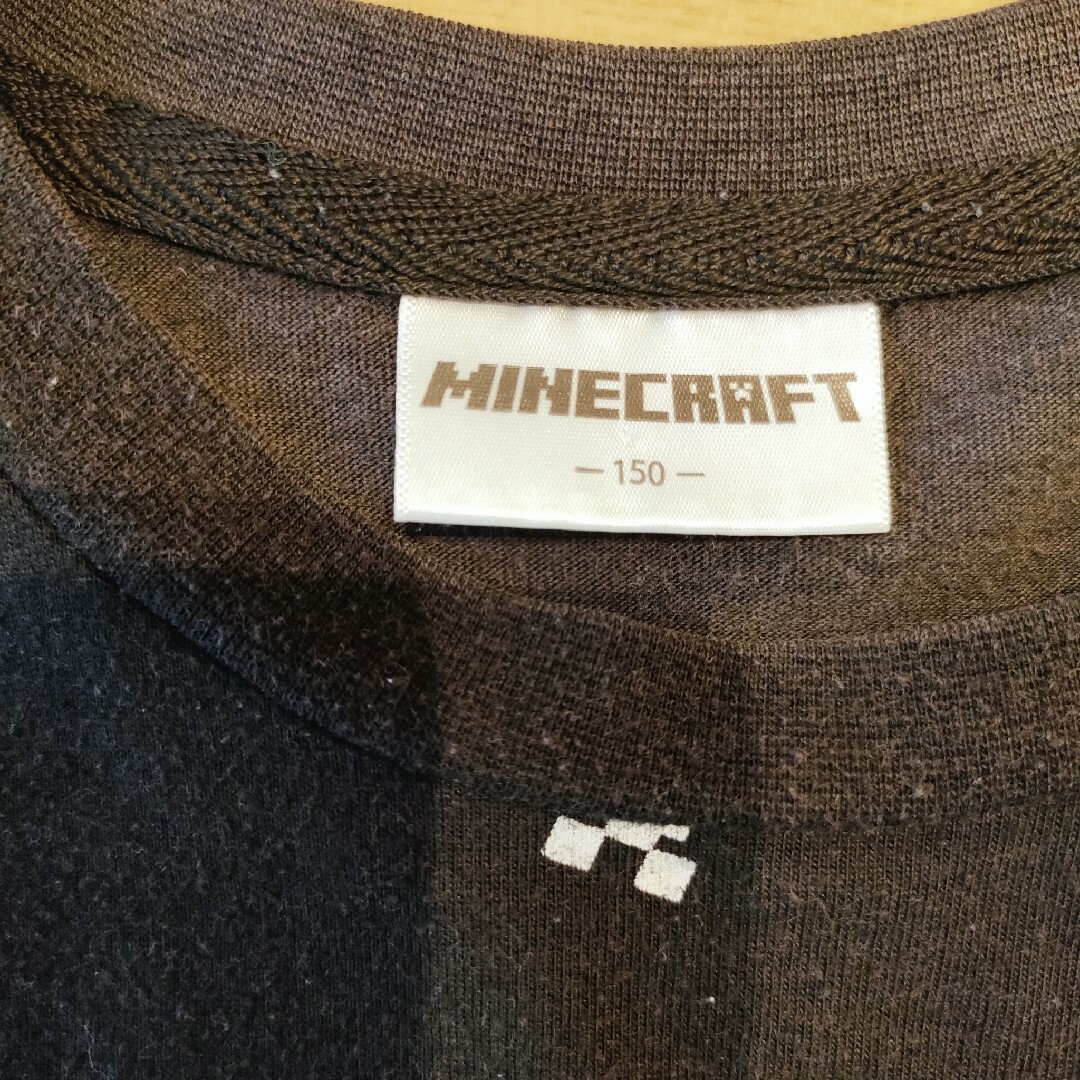 MINECRAFT
— 150 —